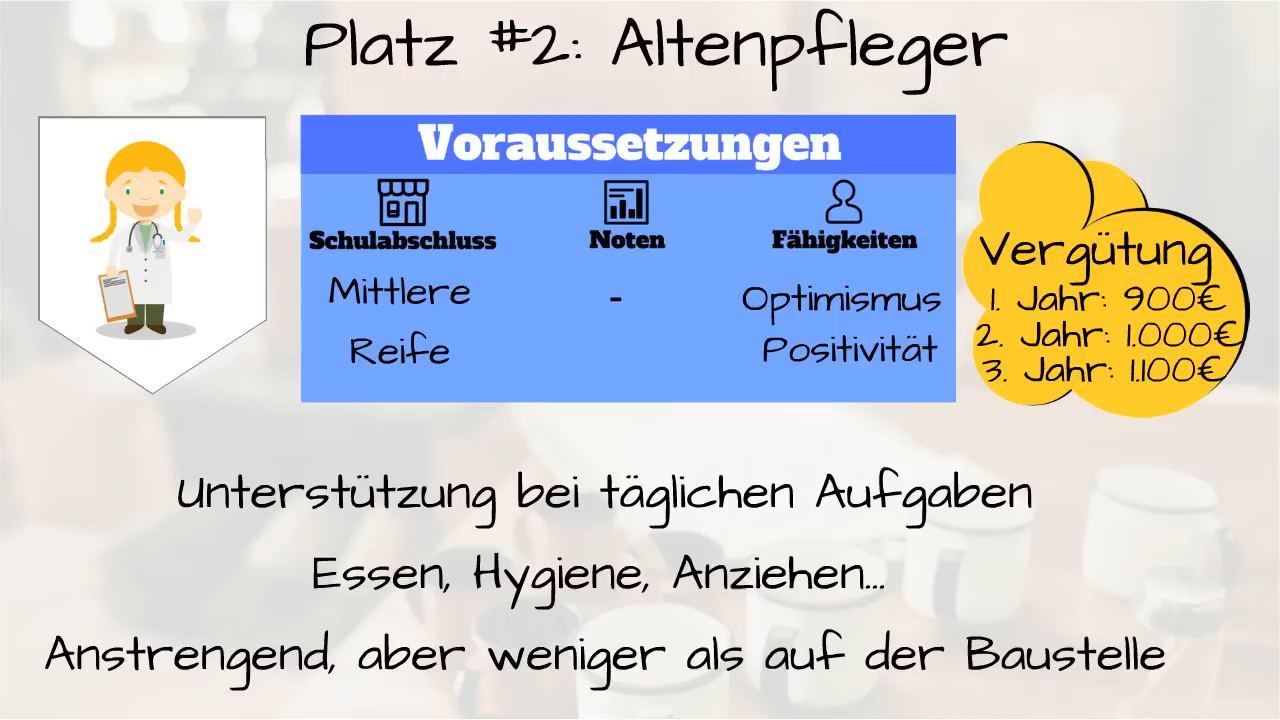 Platz #2: Altenpfleger
Voraussetzungen
Schulabschluss Noten Fähigkeiten
Mittlere - Optimismus
Reife Positivität
Vergütung
1. Jahr: 900€
2. Jahr: 1.000€
3. Jahr: 1.100€
Unterstützung bei täglichen Aufgaben
Essen, Hygiene, Anziehen...
Anstrengend, aber weniger als auf der Baustelle